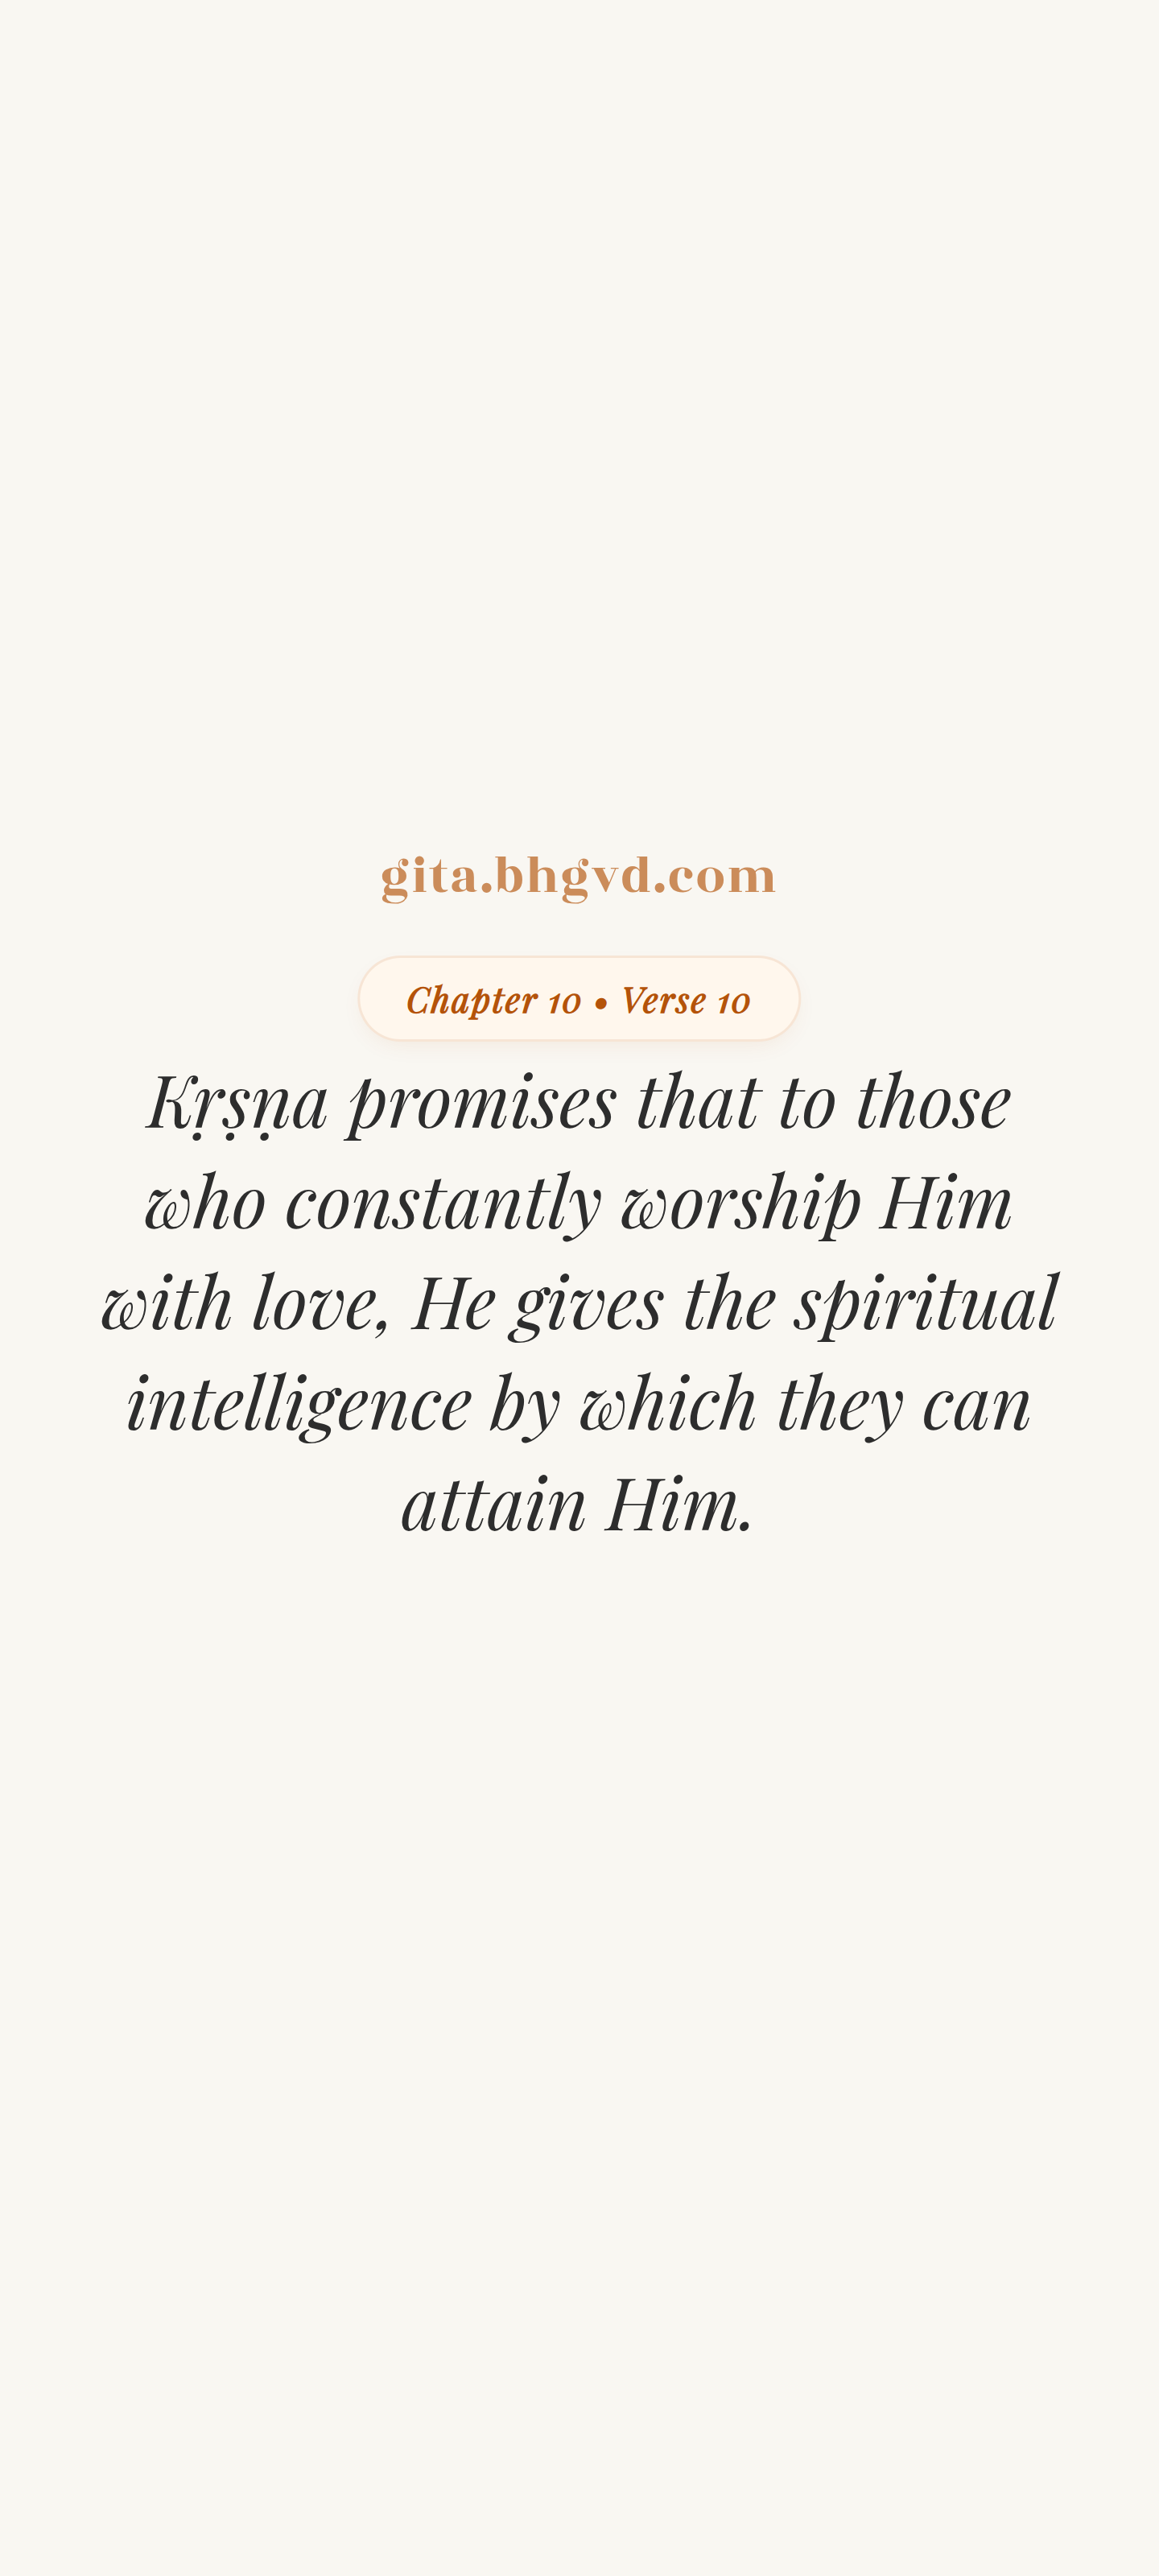 gita.bhgvd.com
Chapter 10 • Verse 10
Kṛṣṇa promises that to those
who constantly worship Him
with love, He gives the spiritual
intelligence by which they can
attain Him.